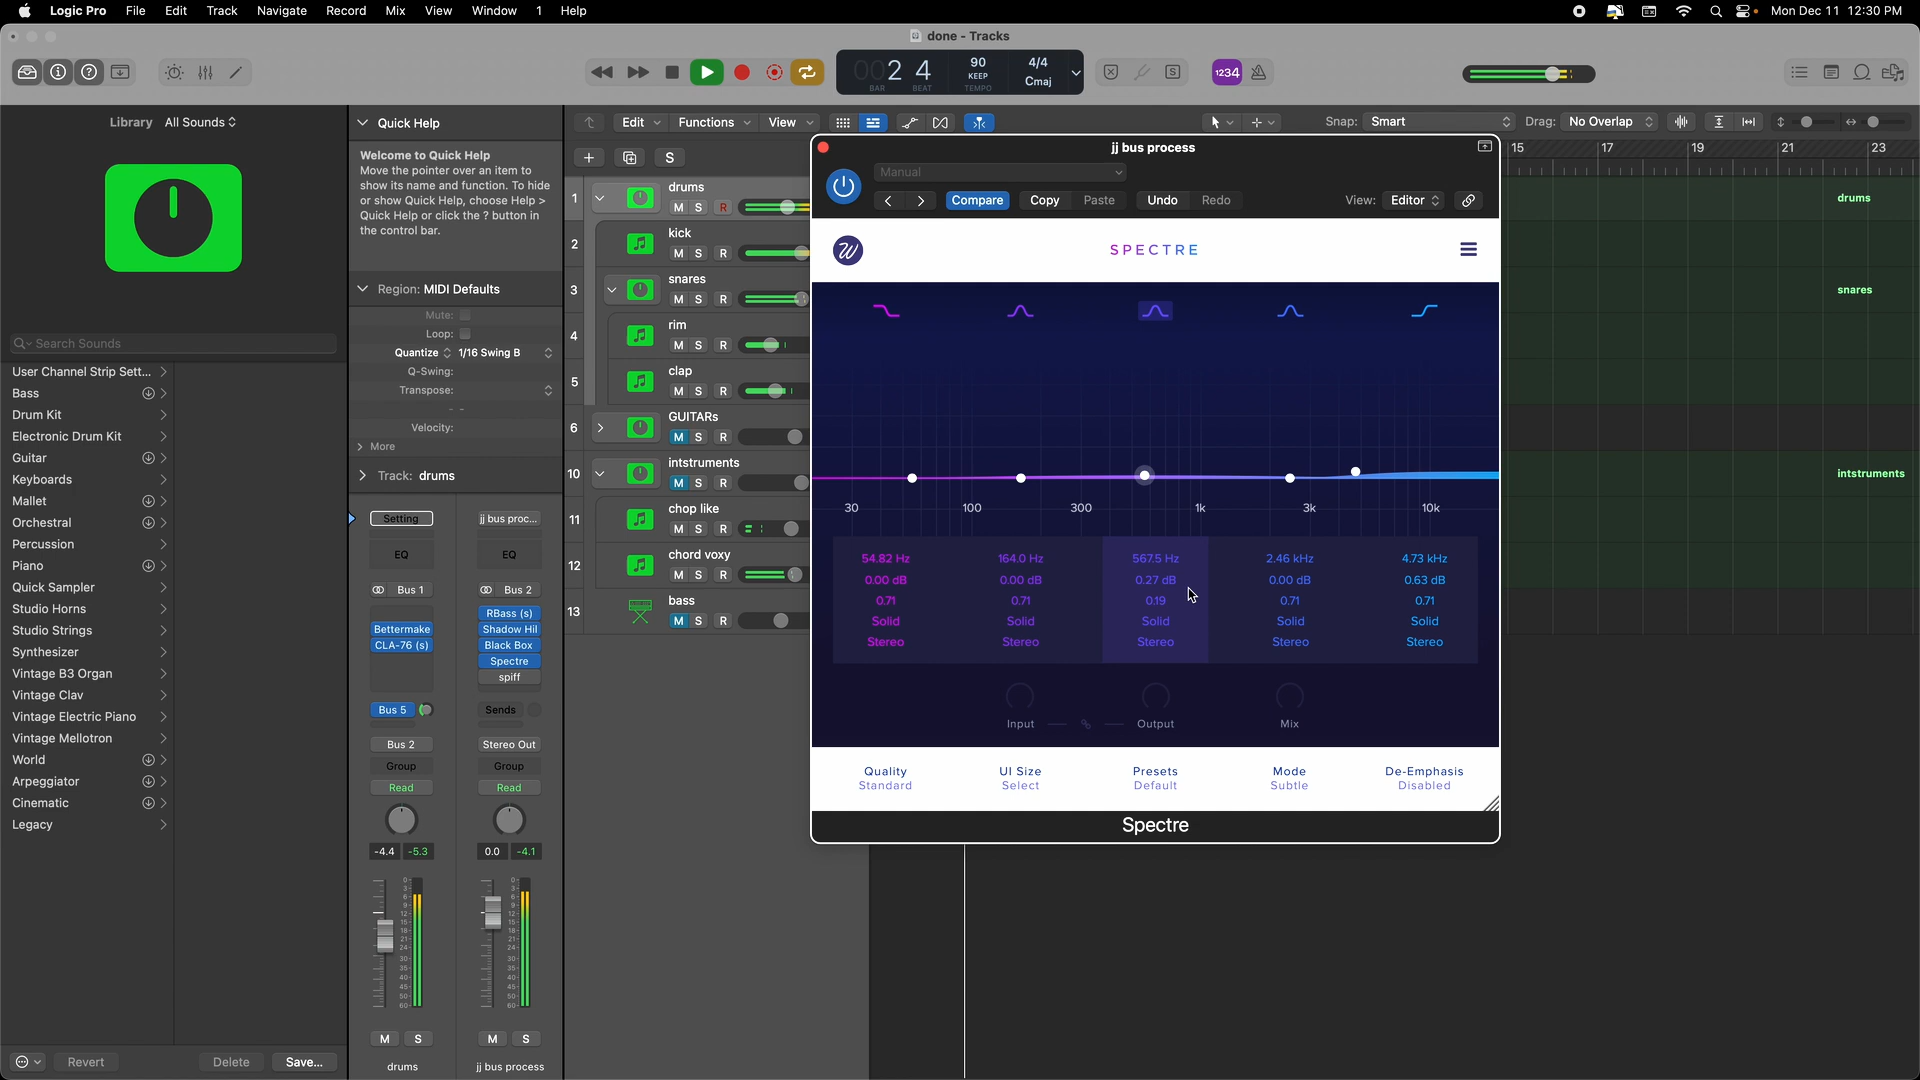 Logic Pro File Edit Track Navigate Record Mix View Window 1 Help
Mon Dec 11 12:30 PM
done - Tracks
002 4
BAR BEAT
90
KEEP
TEMPO
4/4
Cmaj
1234
Library All Sounds
Search Sounds
User Channel Strip Sett...
Bass
Drum Kit
Electronic Drum Kit
Guitar
Keyboards
Mallet
Orchestral
Percussion
Piano
Quick Sampler
Studio Horns
Studio Strings
Synthesizer
Vintage B3 Organ
Vintage Clav
Vintage Electric Piano
Vintage Mellotron
World
Arpeggiator
Cinematic
Legacy
Revert Delete Save...
Quick Help
Welcome to Quick Help
Move the pointer over an item to
show its name and function. To hide
or show Quick Help, choose Help >
Quick Help or click the ? button in
the control bar.
Region: MIDI Defaults
Mute:
Loop:
Quantize 1/16 Swing B
Q-Swing:
Transpose:
- -
Velocity:
More
Track: drums
Setting jj bus proc...
EQ EQ
Bus 1 Bus 2
RBass (s)
Bettermake Shadow Hil
CLA-76 (s) Black Box
Spectre
spiff
Bus 5 Sends
Bus 2 Stereo Out
Group Group
Read Read
-4.4 -5.3 0.0 -4.1
M S M S
drums jj bus process
Edit Functions View
Snap: Smart Drag: No Overlap
S
15 17 19 21 23
1 drums
M S R
2 kick
M S R
3 snares
M S R
4 rim
M S R
5 clap
M S R
6 GUITARs
M S R
10 intstruments
M S R
11 chop like
M S R
12 chord voxy
M S R
13 bass
M S R
drums
snares
intstruments
jj bus process
Manual
Compare Copy Paste Undo Redo View: Editor
W SPECTRE
30 100 300 1k 3k 10k
54.82 Hz 164.0 Hz 567.5 Hz 2.46 kHz 4.73 kHz
0.00 dB 0.00 dB 0.27 dB 0.00 dB 0.63 dB
0.71 0.71 0.19 0.71 0.71
Solid Solid Solid Solid Solid
Stereo Stereo Stereo Stereo Stereo
Input Output Mix
Quality UI Size Presets Mode De-Emphasis
Standard Select Default Subtle Disabled
Spectre